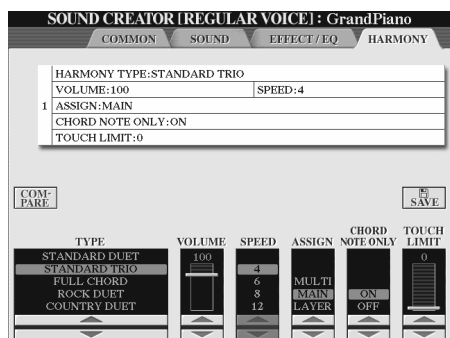 SOUND CREATOR [REGULAR VOICE] : GrandPiano
COMMON SOUND EFFECT / EQ HARMONY
HARMONY TYPE:STANDARD TRIO
VOLUME:100 SPEED:4
1 ASSIGN:MAIN
CHORD NOTE ONLY:ON
TOUCH LIMIT:0
COM-
PARE
SAVE
TYPE VOLUME SPEED ASSIGN CHORD NOTE ONLY TOUCH LIMIT
STANDARD DUET 100 0
STANDARD TRIO 4
FULL CHORD 6 MULTI
ROCK DUET 8 MAIN ON
COUNTRY DUET 12 LAYER OFF